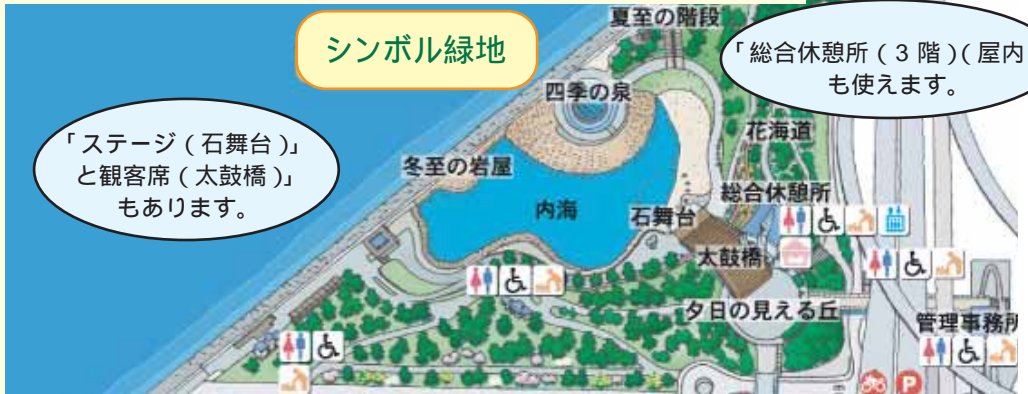 夏至の階段
シンボル緑地
「総合休憩所（３階）（屋内
も使えます。
四季の泉
「ステージ（石舞台）」
と観客席（太鼓橋）」
もあります。
花海道
冬至の岩屋
総合休憩所
内海
石舞台
太鼓橋
夕日の見える丘
管理事務所
P